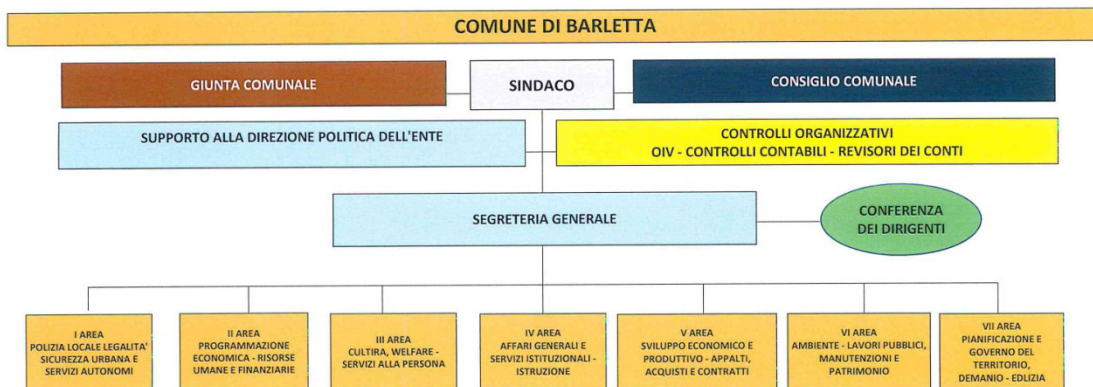 COMUNE DI BARLETTA
GIUNTA COMUNALE
SINDACO
CONSIGLIO COMUNALE
SUPPORTO ALLA DIREZIONE POLITICA DELL'ENTE
CONTROLLI ORGANIZZATIVI
OIV - CONTROLLI CONTABILI - REVISORI DEI CONTI
SEGRETERIA GENERALE
CONFERENZA
DEI DIRIGENTI
I AREA
POLIZIA LOCALE LEGALITA'
SICUREZZA URBANA E
SERVIZI AUTONOMI
II AREA
PROGRAMMAZIONE
ECONOMICA - RISORSE
UMANE E FINANZIARIE
III AREA
CULTIRA, WELFARE -
SERVIZI ALLA PERSONA
IV AREA
AFFARI GENERALI E
SERVIZI ISTITUZIONALI -
ISTRUZIONE
V AREA
SVILUPPO ECONOMICO E
PRODUTTIVO - APPALTI,
ACQUISTI E CONTRATTI
VI AREA
AMBIENTE - LAVORI PUBBLICI,
MANUTENZIONI E
PATRIMONIO
VII AREA
PIANIFICAZIONE E
GOVERNO DEL
TERRITORIO,
DEMANIO - EDLIZIA